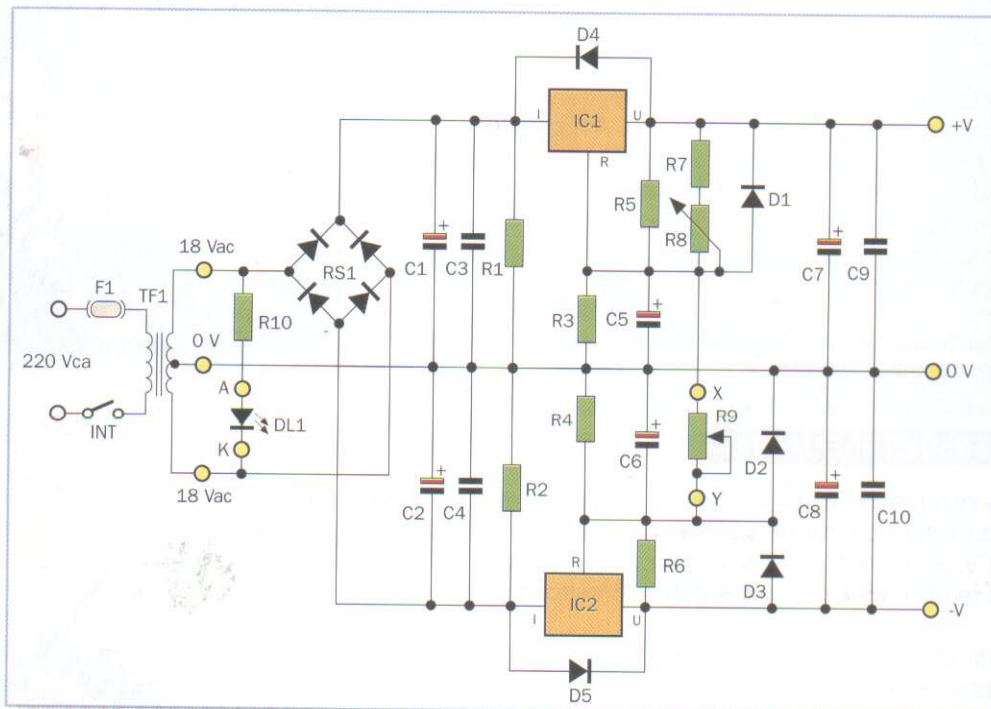 D4
I
IC1
U
+V
R
R7
R5
R8
D1
18 Vac
F1
TF1
RS1
+
C1
C3
R1
+
C7
C9
R10
R3
C5
+
220 Vca
0 V
0 V
A
X
R4
R9
INT
DL1
C6
+
D2
K
+
C2
C4
R2
+
C8
C10
18 Vac
Y
R
R6
D3
I
IC2
U
-V
D5